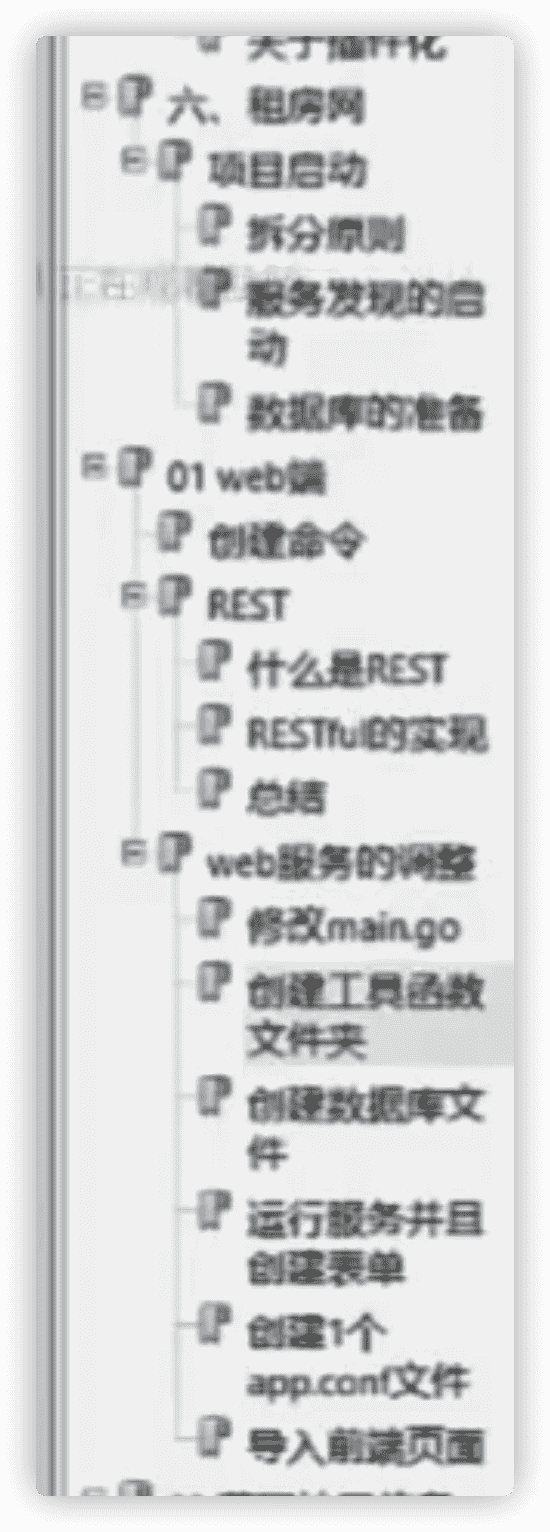 关于插件化
六、租房网
项目启动
拆分原则
服务发现的启
动
数据库的准备
01 web端
创建命令
REST
什么是REST
RESTful的实现
总结
web服务的调整
修改main.go
创建工具函数
文件夹
创建数据库文
件
运行服务并且
创建表单
创建1个
app.conf文件
导入前端页面